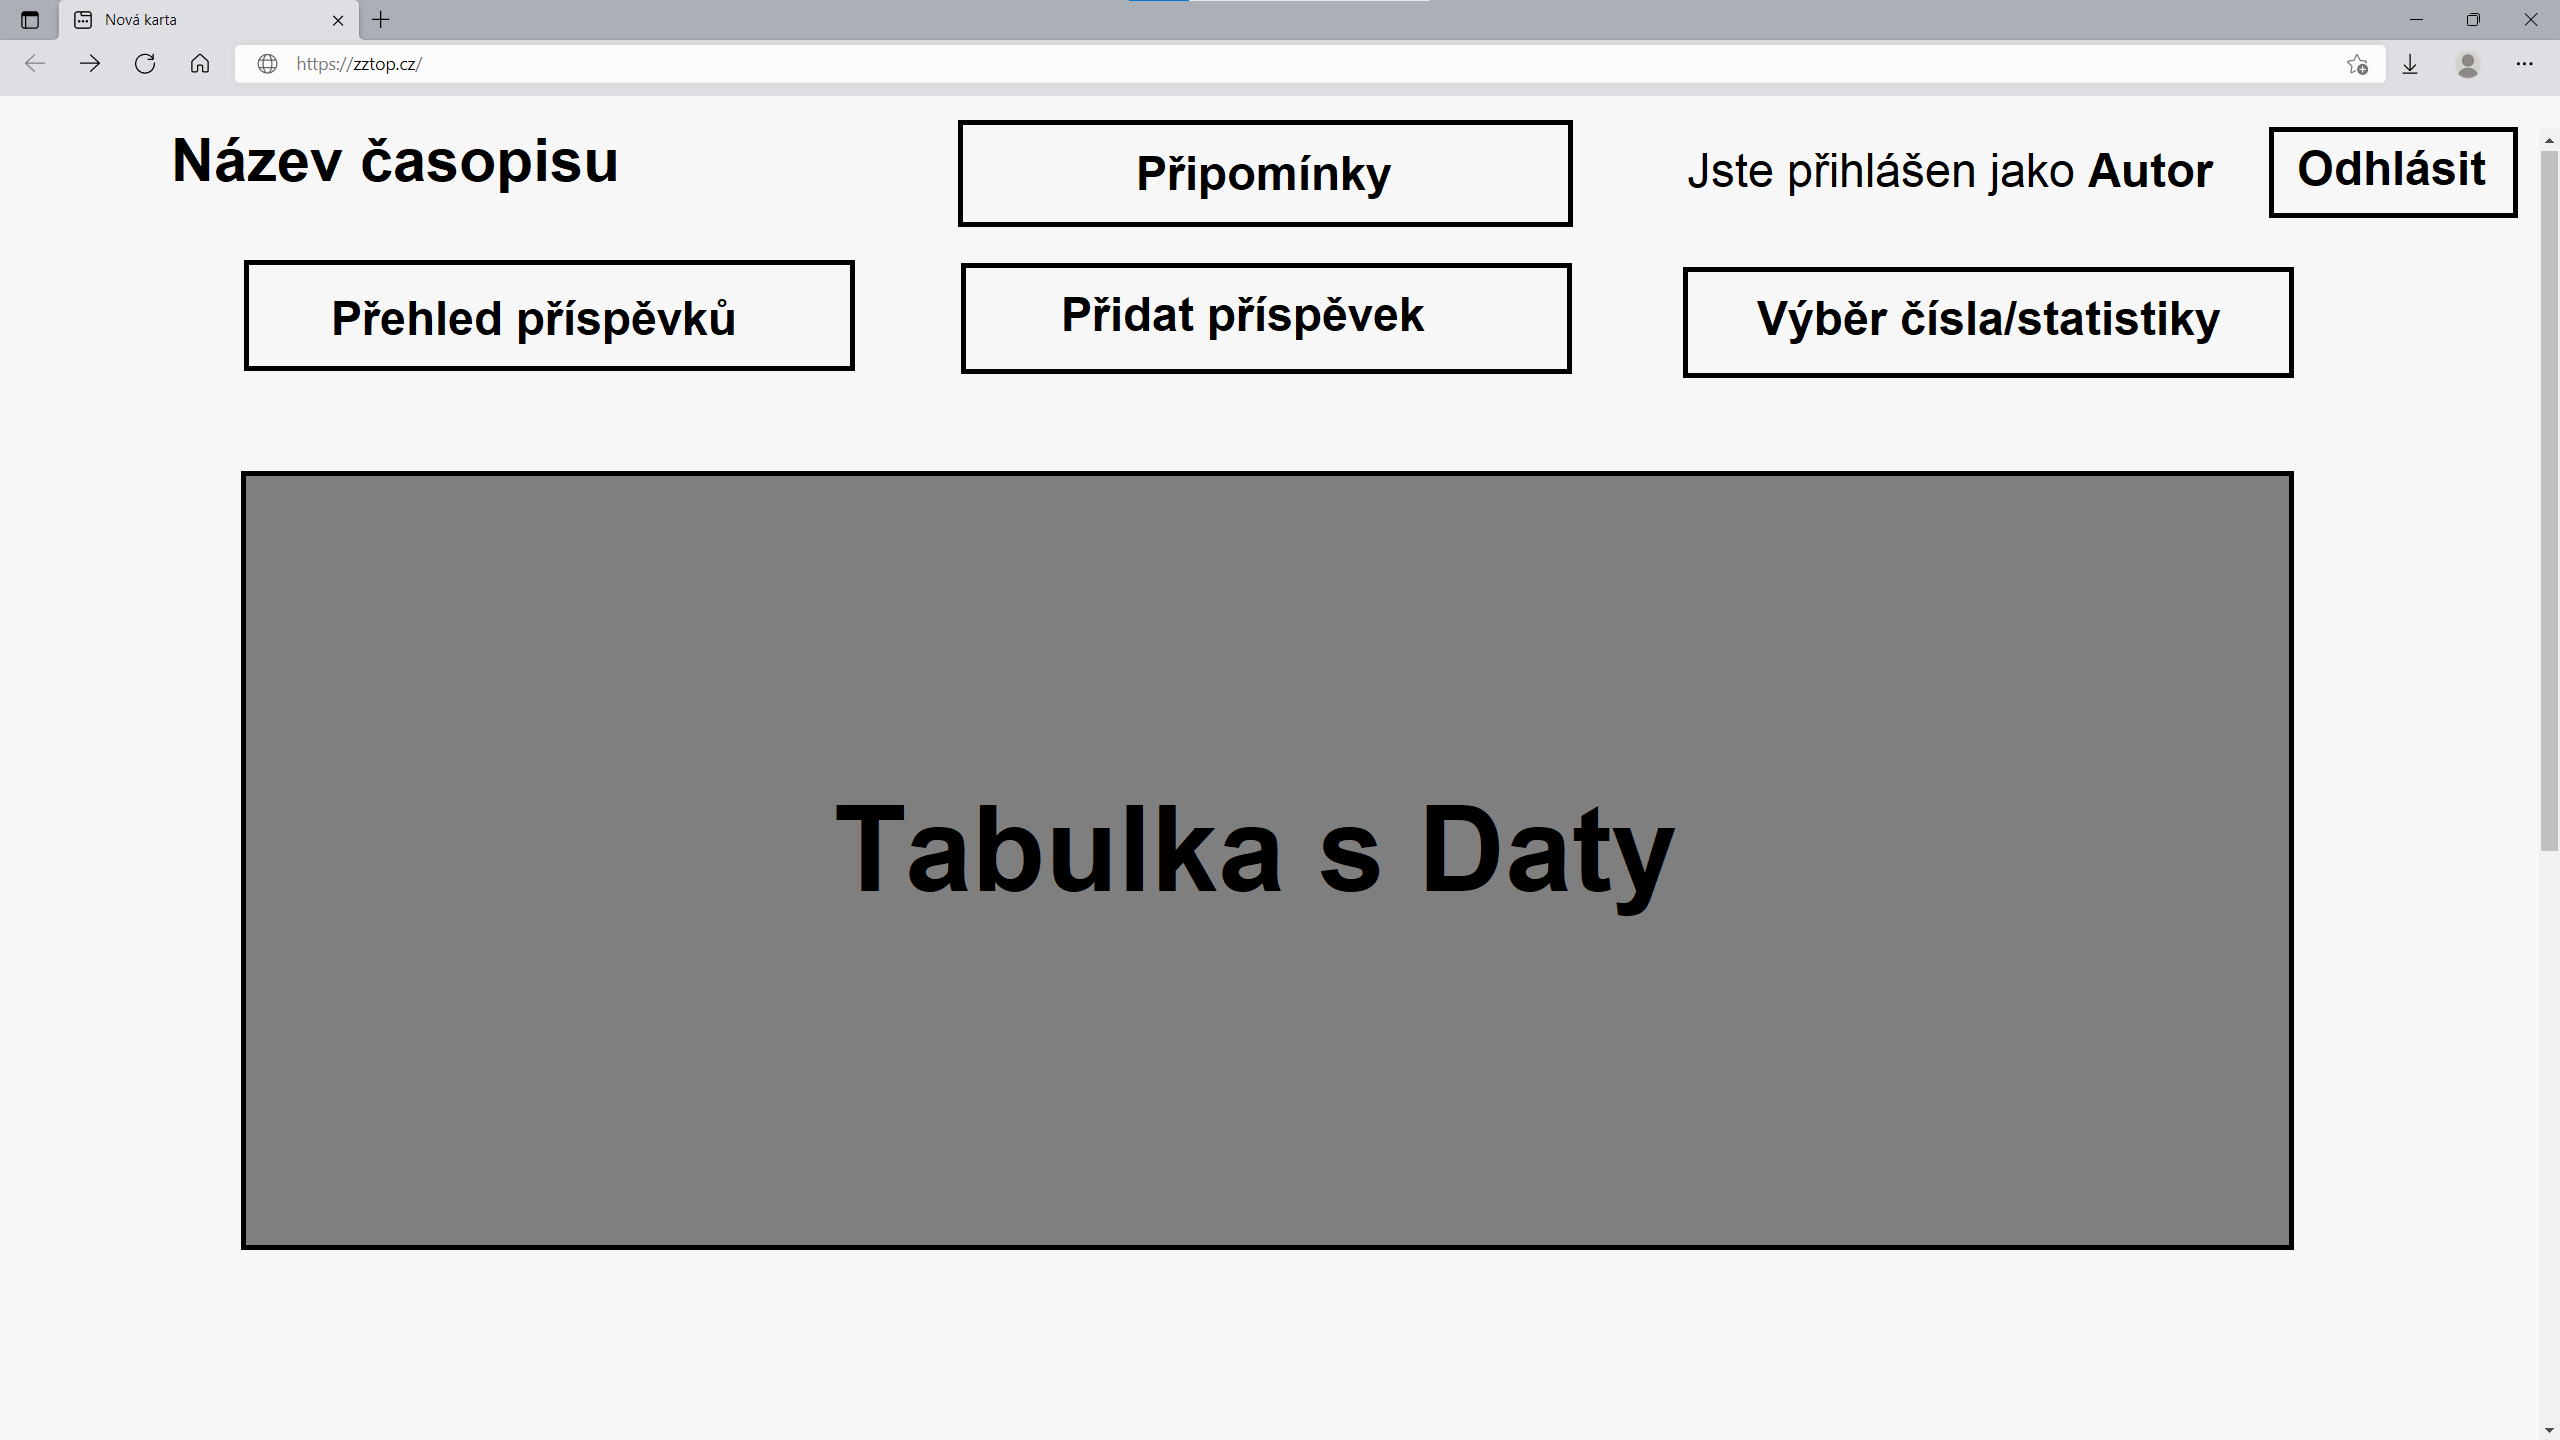 Nová karta
https://zztop.cz/
Název časopisu
Připomínky
Jste přihlášen jako Autor
Odhlásit
Přehled příspěvků
Přidat příspěvek
Výběr čísla/statistiky
Tabulka s Daty